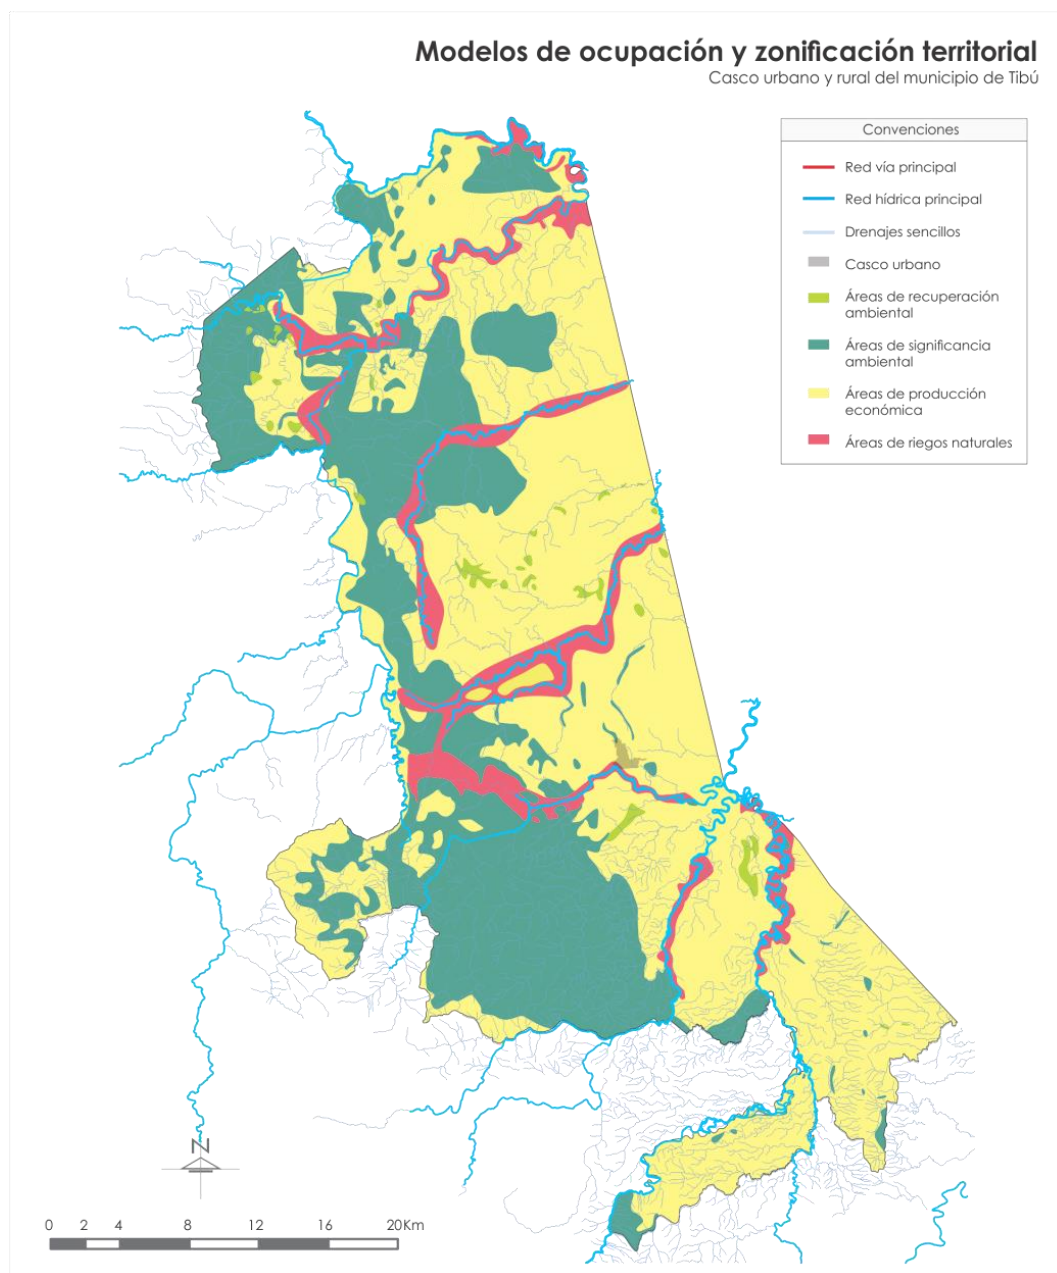 Modelos de ocupación y zonificación territorial
Casco urbano y rural del municipio de Tibú
Convenciones
Red vía principal
Red hídrica principal
Drenajes sencillos
Casco urbano
Áreas de recuperación
ambiental
Áreas de significancia
ambiental
Áreas de producción
económica
Áreas de riegos naturales
N
0 2 4 8 12 16 20Km